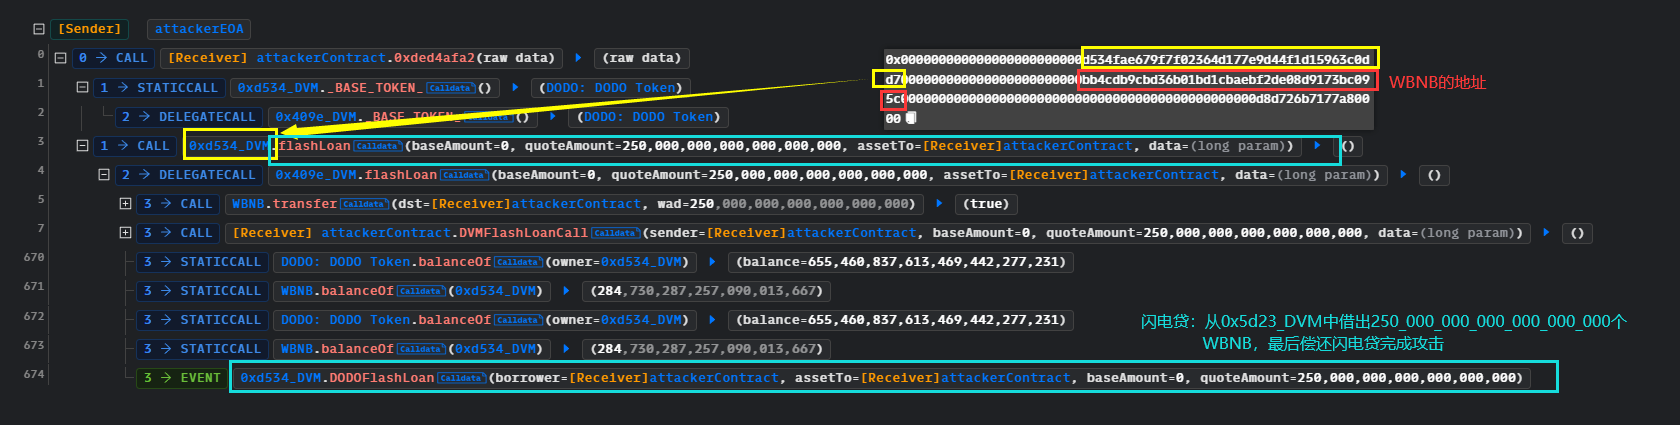 [Sender] attackerEOA
0 0 → CALL [Receiver] attackerContract.0xded4afa2(raw data) ▶ (raw data)
0x000000000000000000000000d534fae679f7f02364d177e9d44f1d15963c0d
d7000000000000000000000000bb4cdb9cbd36b01bd1cbaebf2de08d9173bc09
5c00000000000000000000000000000000000000000000000d8d726b7177a800
00
WBNB的地址
1 1 → STATICCALL 0xd534_DVM._BASE_TOKEN_ Calldata () ▶ (DODO: DODO Token)
2 2 → DELEGATECALL 0x409e_DVM._BASE_TOKEN_ Calldata () ▶ (DODO: DODO Token)
3 1 → CALL 0xd534_DVM.flashLoan Calldata (baseAmount=0, quoteAmount=250,000,000,000,000,000,000, assetTo=[Receiver]attackerContract, data=(long param)) ▶ ()
4 2 → DELEGATECALL 0x409e_DVM.flashLoan Calldata (baseAmount=0, quoteAmount=250,000,000,000,000,000,000, assetTo=[Receiver]attackerContract, data=(long param)) ▶ ()
5 3 → CALL WBNB.transfer Calldata (dst=[Receiver]attackerContract, wad=250,000,000,000,000,000,000) ▶ (true)
7 3 → CALL [Receiver] attackerContract.DVMFlashLoanCall Calldata (sender=[Receiver]attackerContract, baseAmount=0, quoteAmount=250,000,000,000,000,000,000, data=(long param)) ▶ ()
670 3 → STATICCALL DODO: DODO Token.balanceOf Calldata (owner=0xd534_DVM) ▶ (balance=655,460,837,613,469,442,277,231)
671 3 → STATICCALL WBNB.balanceOf Calldata (0xd534_DVM) ▶ (284,730,287,257,090,013,667)
672 3 → STATICCALL DODO: DODO Token.balanceOf Calldata (owner=0xd534_DVM) ▶ (balance=655,460,837,613,469,442,277,231)
673 3 → STATICCALL WBNB.balanceOf Calldata (0xd534_DVM) ▶ (284,730,287,257,090,013,667)
闪电贷：从0x5d23_DVM中借出250_000_000_000_000_000_000个
WBNB，最后偿还闪电贷完成攻击
674 3 → EVENT 0xd534_DVM.DODOFlashLoan Calldata (borrower=[Receiver]attackerContract, assetTo=[Receiver]attackerContract, baseAmount=0, quoteAmount=250,000,000,000,000,000,000)